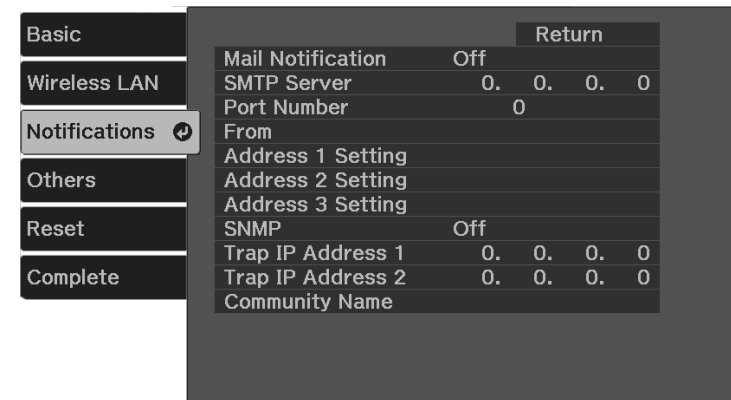 Basic
Wireless LAN
Notifications
Others
Reset
Complete
Return
Mail Notification Off
SMTP Server 0. 0. 0. 0
Port Number 0
From
Address 1 Setting
Address 2 Setting
Address 3 Setting
SNMP Off
Trap IP Address 1 0. 0. 0. 0
Trap IP Address 2 0. 0. 0. 0
Community Name